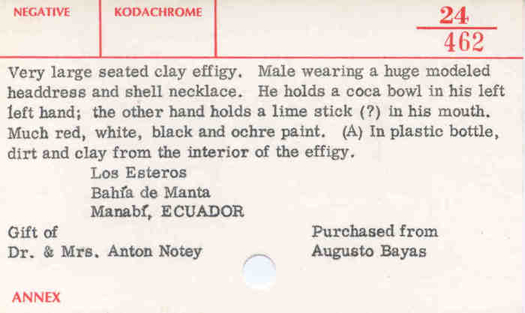 NEGATIVE KODACHROME 24
462
Very large seated clay effigy. Male wearing a huge modeled
headdress and shell necklace. He holds a coca bowl in his left
left hand; the other hand holds a lime stick (?) in his mouth.
Much red, white, black and ochre paint. (A) In plastic bottle,
dirt and clay from the interior of the effigy.
Los Esteros
Bahía de Manta
Manabí, ECUADOR
Gift of Purchased from
Dr. & Mrs. Anton Notey Augusto Bayas
ANNEX